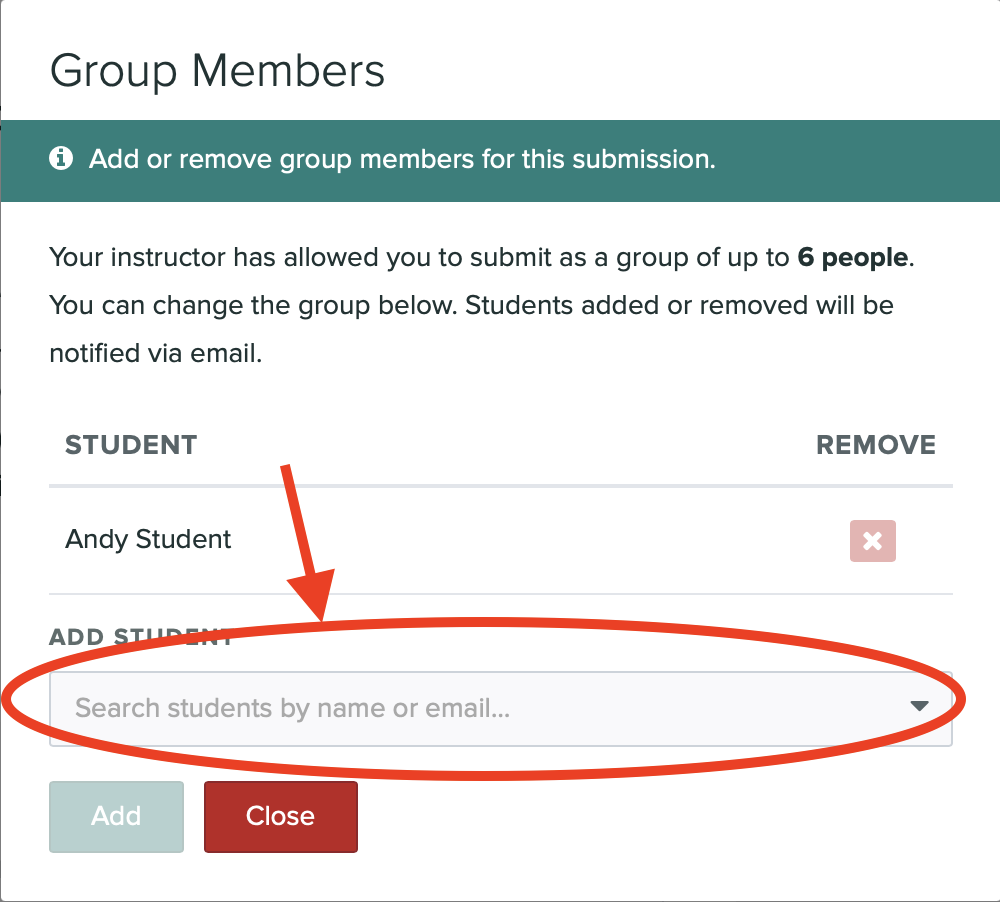 Group Members
Add or remove group members for this submission.
Your instructor has allowed you to submit as a group of up to 6 people.
You can change the group below. Students added or removed will be
notified via email.
STUDENT REMOVE
Andy Student
ADD STUDENT
Search students by name or email...
Add Close